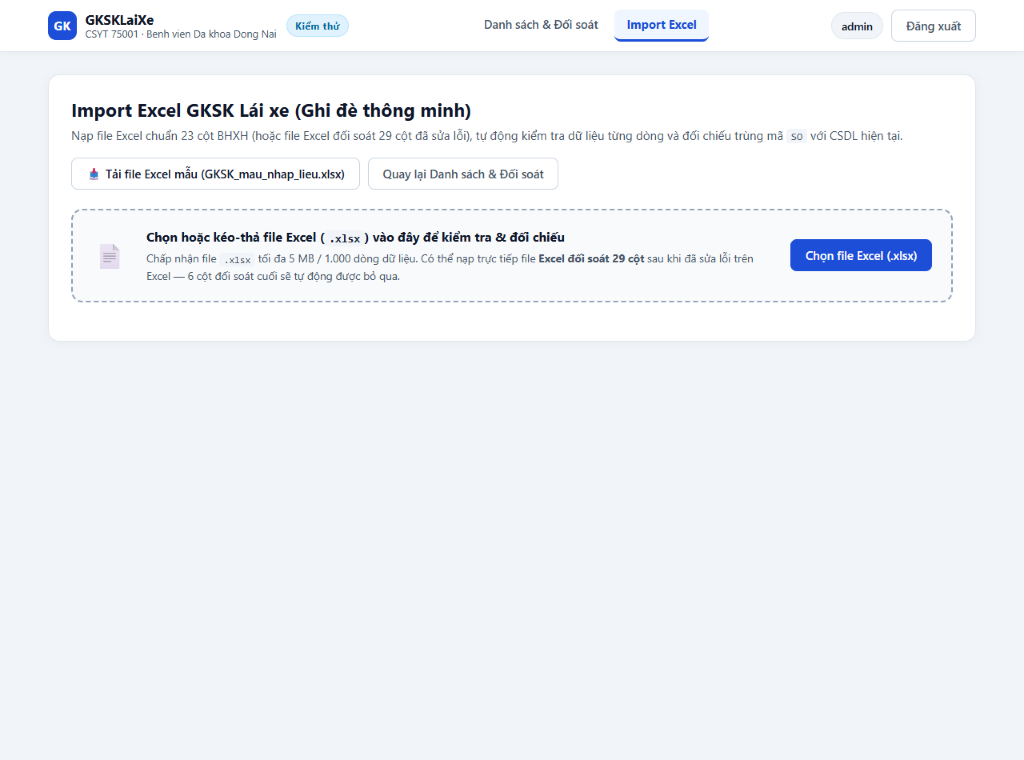 GK
GKSKLaiXe
CSYT 75001 · Benh vien Da khoa Dong Nai
Kiểm thử
Danh sách & Đối soát
Import Excel
admin
Đăng xuất
Import Excel GKSK Lái xe (Ghi đè thông minh)
Nạp file Excel chuẩn 23 cột BHXH (hoặc file Excel đối soát 29 cột đã sửa lỗi), tự động kiểm tra dữ liệu từng dòng và đối chiếu trùng mã so với CSDL hiện tại.
Tải file Excel mẫu (GKSK_mau_nhap_lieu.xlsx)
Quay lại Danh sách & Đối soát
Chọn hoặc kéo-thả file Excel ( .xlsx ) vào đây để kiểm tra & đối chiếu
Chấp nhận file .xlsx tối đa 5 MB / 1.000 dòng dữ liệu. Có thể nạp trực tiếp file Excel đối soát 29 cột sau khi đã sửa lỗi trên
Excel — 6 cột đối soát cuối sẽ tự động được bỏ qua.
Chọn file Excel (.xlsx)